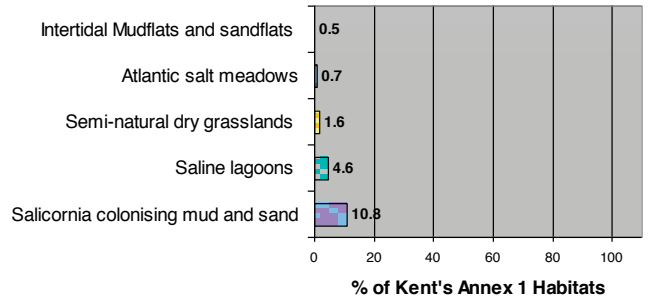 Intertidal Mudflats and sandflats 0.5
Atlantic salt meadows 0.7
Semi-natural dry grasslands 1.6
Saline lagoons 4.6
Salicornia colonising mud and sand 10.8
0 20 40 60 80 100
% of Kent's Annex 1 Habitats